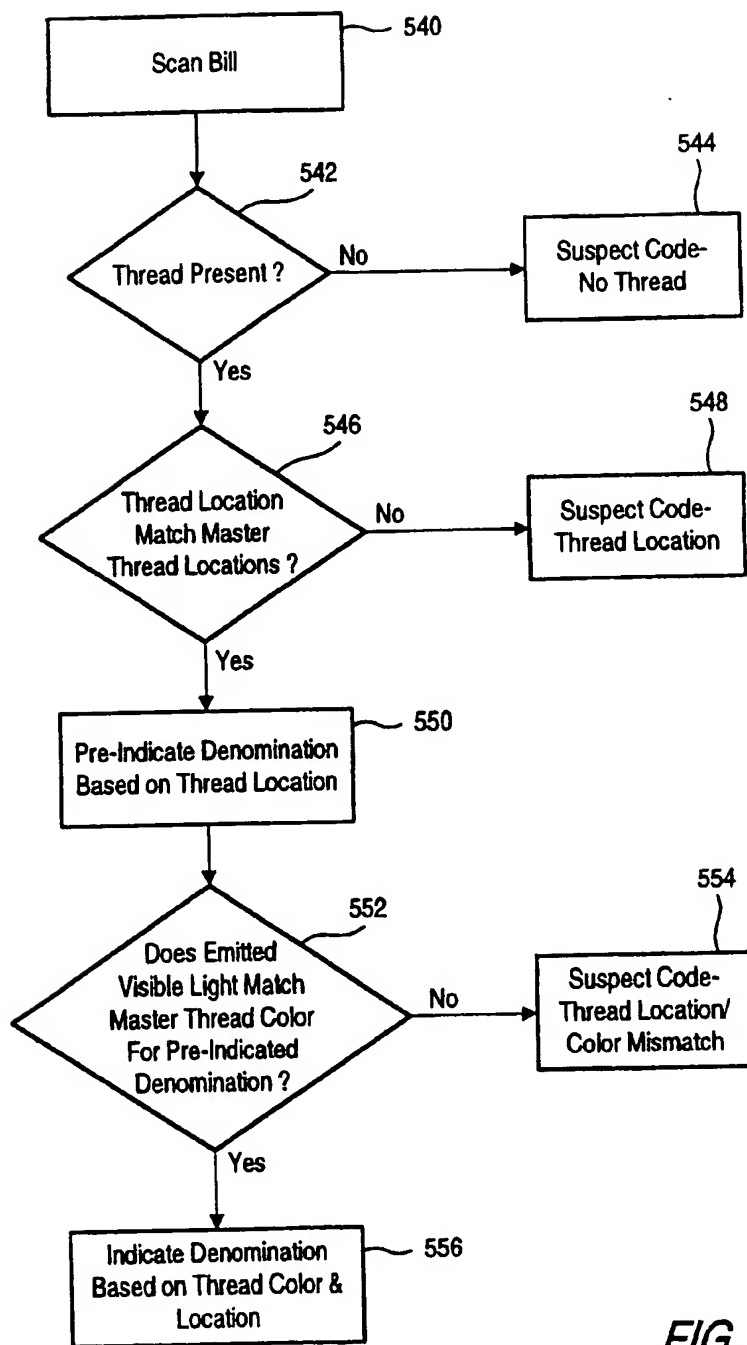 540
Scan Bill
542
544
Thread Present ?
No
Suspect Code-
No Thread
Yes
546
548
Thread Location
Match Master
Thread Locations ?
No
Suspect Code-
Thread Location
Yes
550
Pre-Indicate Denomination
Based on Thread Location
552
554
Does Emitted
Visible Light Match
Master Thread Color
For Pre-Indicated
Denomination ?
No
Suspect Code-
Thread Location/
Color Mismatch
Yes
Indicate Denomination
Based on Thread Color &
Location
556
FIG